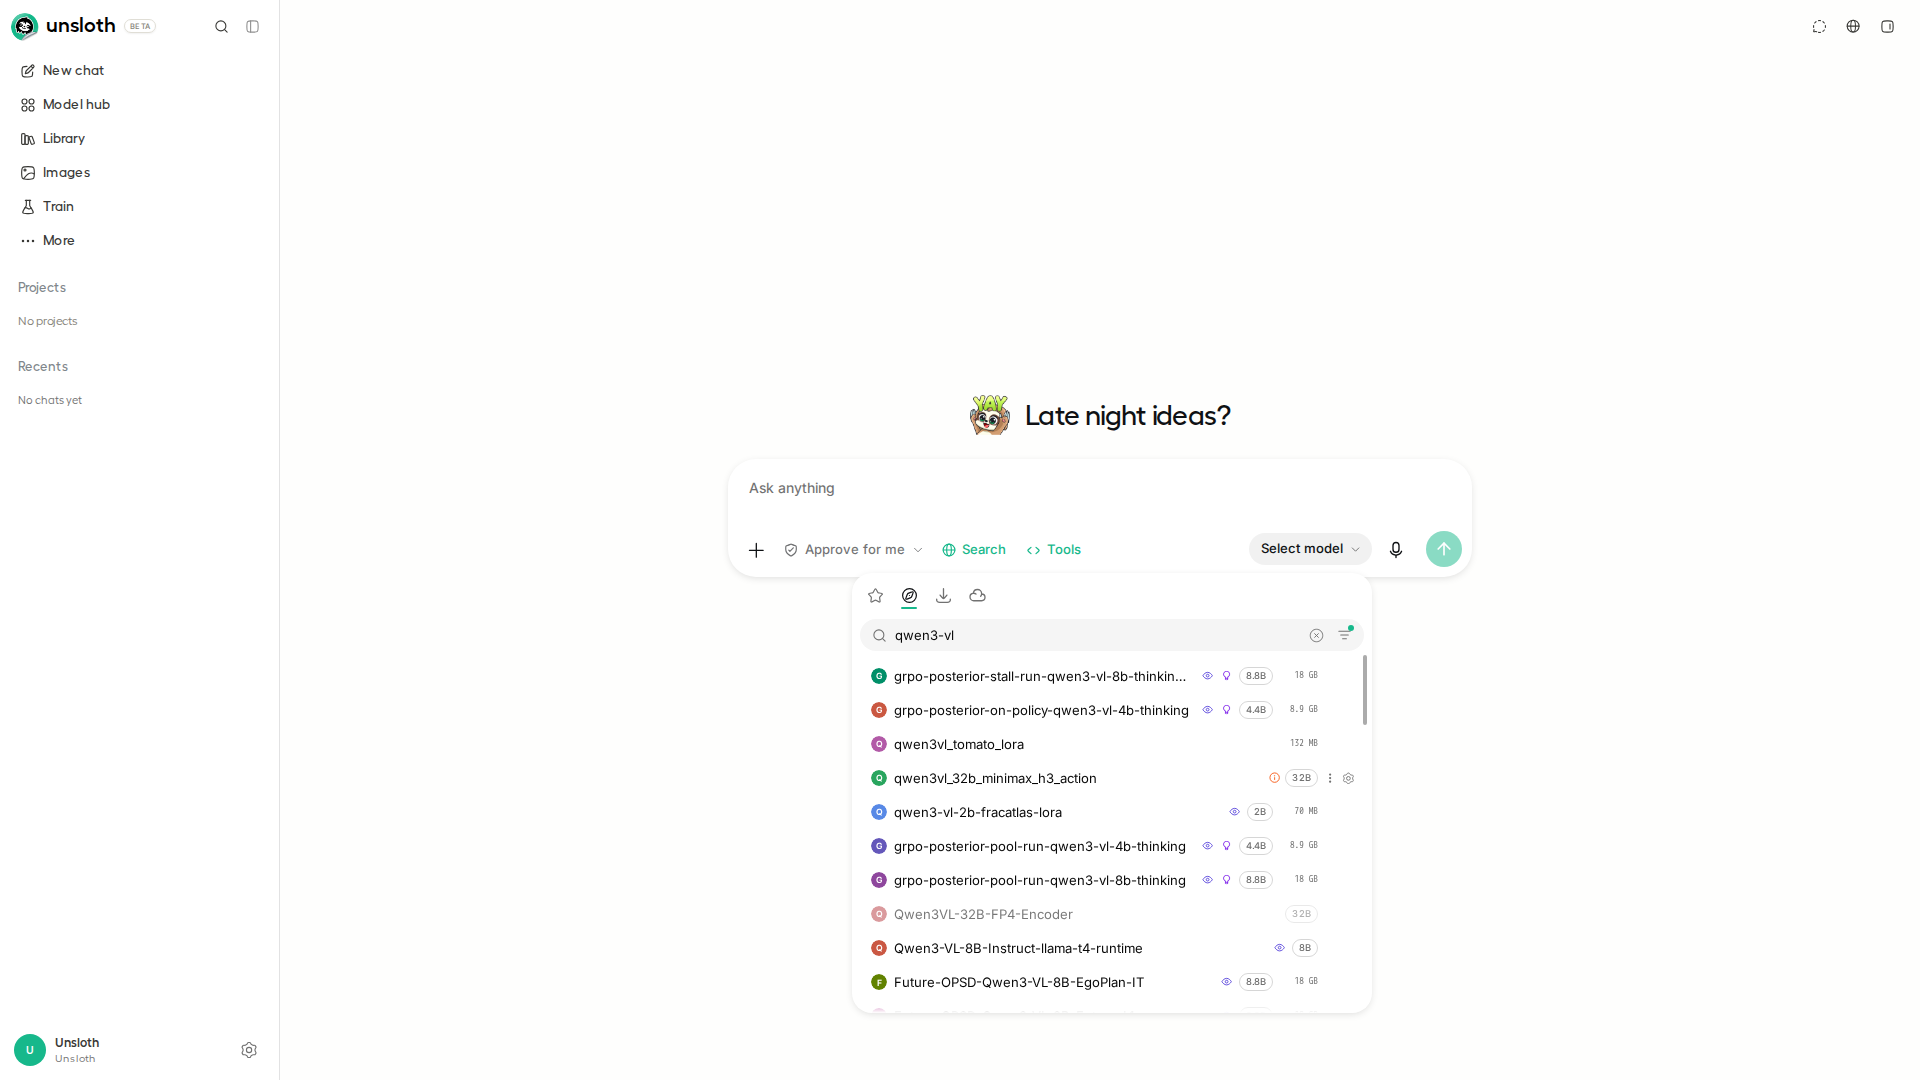 unsloth BETA
New chat
Model hub
Library
Images
Train
More
Projects
No projects
Recents
No chats yet
YAY Late night ideas?
Ask anything
Approve for me Search Tools Select model
qwen3-vl
G grpo-posterior-stall-run-qwen3-vl-8b-thinkin... 8.8B 18 GB
G grpo-posterior-on-policy-qwen3-vl-4b-thinking 4.4B 8.9 GB
Q qwen3vl_tomato_lora 132 MB
Q qwen3vl_32b_minimax_h3_action 32B
Q qwen3-vl-2b-fracatlas-lora 2B 70 MB
G grpo-posterior-pool-run-qwen3-vl-4b-thinking 4.4B 8.9 GB
G grpo-posterior-pool-run-qwen3-vl-8b-thinking 8.8B 18 GB
Q Qwen3VL-32B-FP4-Encoder 32B
Q Qwen3-VL-8B-Instruct-llama-t4-runtime 8B
F Future-OPSD-Qwen3-VL-8B-EgoPlan-IT 8.8B 18 GB
U Unsloth
Unsloth